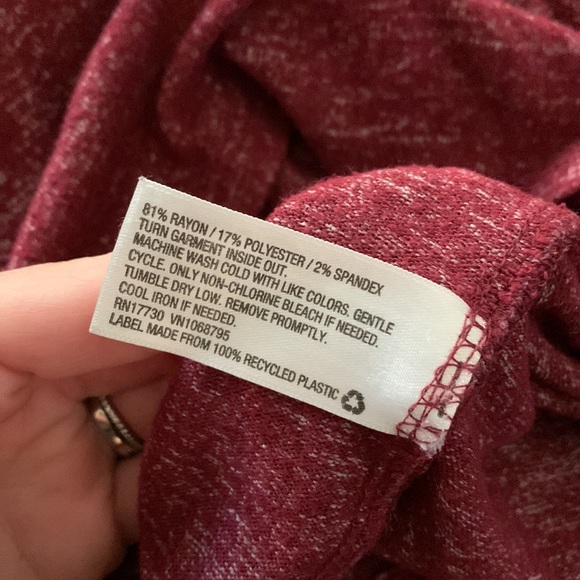 81% RAYON / 17% POLYESTER / 2% SPANDEX
TURN GARMENT INSIDE OUT.
MACHINE WASH COLD WITH LIKE COLORS. GENTLE
CYCLE. ONLY NON-CHLORINE BLEACH IF NEEDED.
TUMBLE DRY LOW. REMOVE PROMPTLY.
COOL IRON IF NEEDED.
RN17730 VN1068795
LABEL MADE FROM 100% RECYCLED PLASTIC